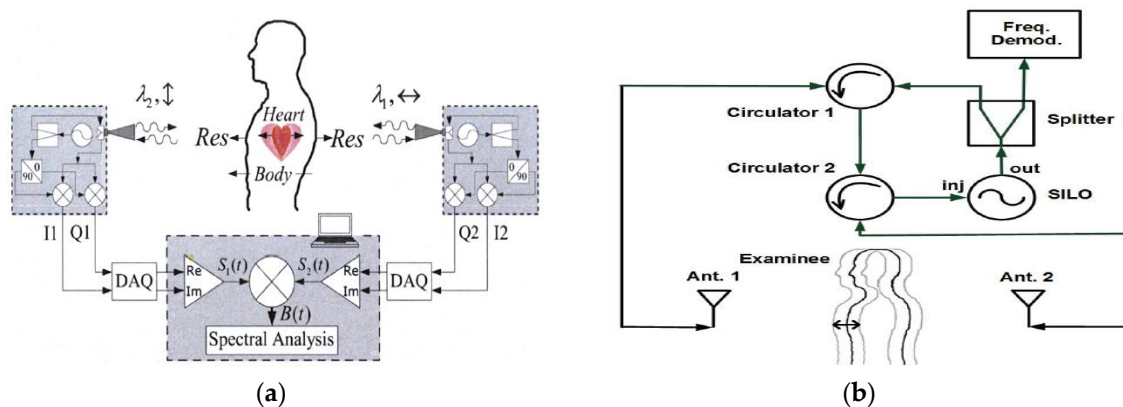 λ₂,↕
Heart
Res
Res
Body
λ₁,↔
0
90
0
90
I1 Q1
Q2 I2
DAQ
Re
Im
S₁(t)
S₂(t)
Re
Im
DAQ
B(t)
Spectral Analysis
(a)
Freq.
Demod.
Circulator 1
Splitter
Circulator 2
inj
out
SILO
Examinee
Ant. 1
Ant. 2
(b)